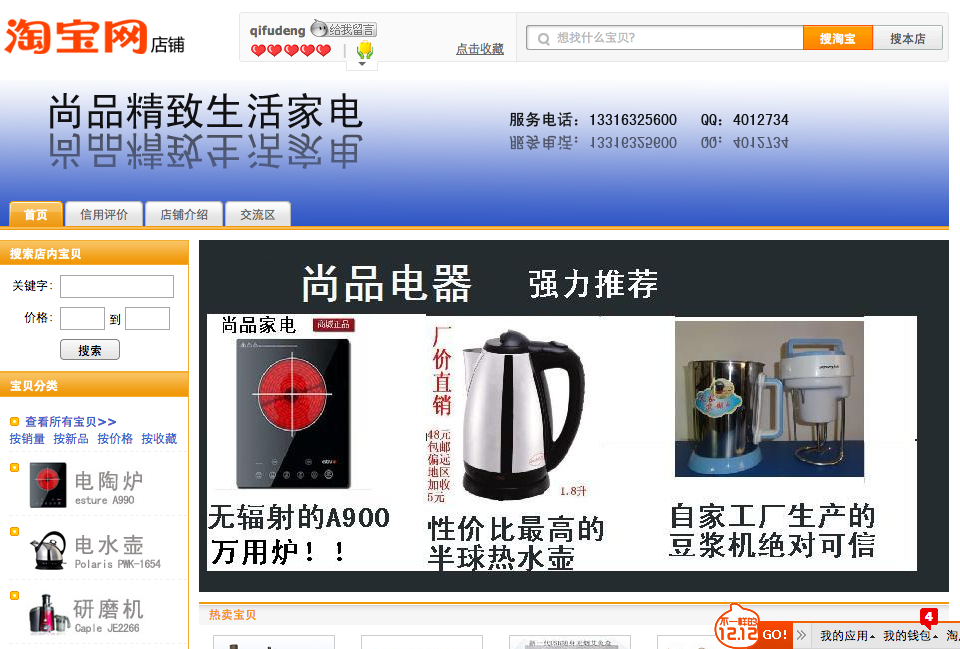 淘宝网店铺
qifudeng 给我留言
点击收藏
想找什么宝贝?
搜淘宝
搜本店
尚品精致生活家电
服务电话：13316325600 QQ：4012734
首页
信用评价
店铺介绍
交流区
搜索店内宝贝
关键字:
价格:
到
搜索
宝贝分类
查看所有宝贝>>
按销量 按新品 按价格 按收藏
电陶炉
esture A990
电水壶
Polaris PWK-1654
研磨机
Caple JE2266
尚品电器 强力推荐
尚品家电 商城正品
无辐射的A900
万用炉！！
厂价直销
48元
包邮
偏远
地区
加收
5元
1.8升
性价比最高的
半球热水壶
自家工厂生产的
豆浆机绝对可信
热卖宝贝
不一样的
12.12 GO!
我的应用
我的钱包
4